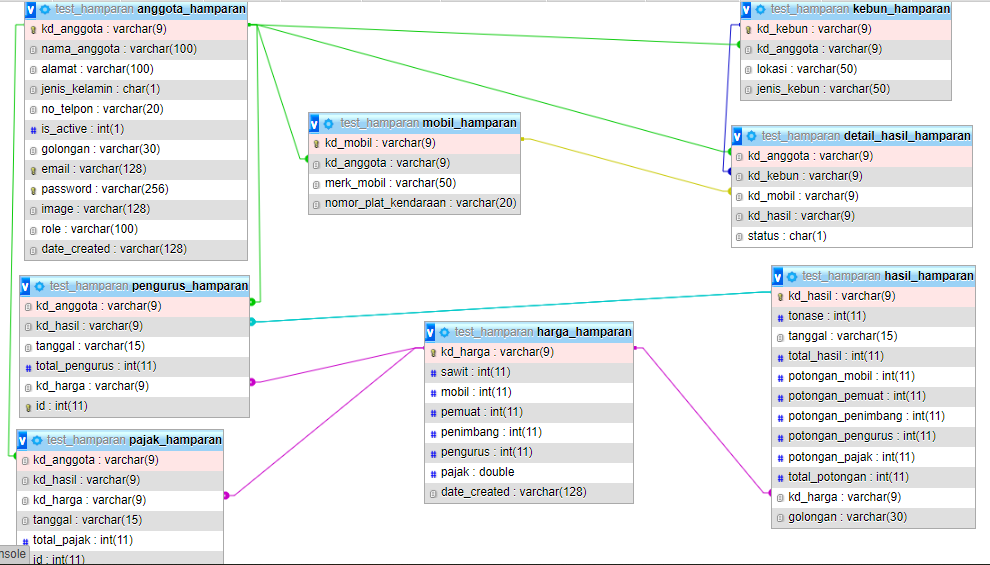 test_hamparan anggota_hamparan
kd_anggota : varchar(9)
nama_anggota : varchar(100)
alamat : varchar(100)
jenis_kelamin : char(1)
no_telpon : varchar(20)
is_active : int(1)
golongan : varchar(30)
email : varchar(128)
password : varchar(256)
image : varchar(128)
role : varchar(100)
date_created : varchar(128)
test_hamparan kebun_hamparan
kd_kebun : varchar(9)
kd_anggota : varchar(9)
lokasi : varchar(50)
jenis_kebun : varchar(50)
test_hamparan mobil_hamparan
kd_mobil : varchar(9)
kd_anggota : varchar(9)
merk_mobil : varchar(50)
nomor_plat_kendaraan : varchar(20)
test_hamparan detail_hasil_hamparan
kd_anggota : varchar(9)
kd_kebun : varchar(9)
kd_mobil : varchar(9)
kd_hasil : varchar(9)
status : char(1)
test_hamparan pengurus_hamparan
kd_anggota : varchar(9)
kd_hasil : varchar(9)
tanggal : varchar(15)
total_pengurus : int(11)
kd_harga : varchar(9)
id : int(11)
test_hamparan harga_hamparan
kd_harga : varchar(9)
sawit : int(11)
mobil : int(11)
pemuat : int(11)
penimbang : int(11)
pengurus : int(11)
pajak : double
date_created : varchar(128)
test_hamparan hasil_hamparan
kd_hasil : varchar(9)
tonase : int(11)
tanggal : varchar(15)
total_hasil : int(11)
potongan_mobil : int(11)
potongan_pemuat : int(11)
potongan_penimbang : int(11)
potongan_pengurus : int(11)
potongan_pajak : int(11)
total_potongan : int(11)
kd_harga : varchar(9)
golongan : varchar(30)
test_hamparan pajak_hamparan
kd_anggota : varchar(9)
kd_hasil : varchar(9)
kd_harga : varchar(9)
tanggal : varchar(15)
total_pajak : int(11)
id : int(11)
nsole